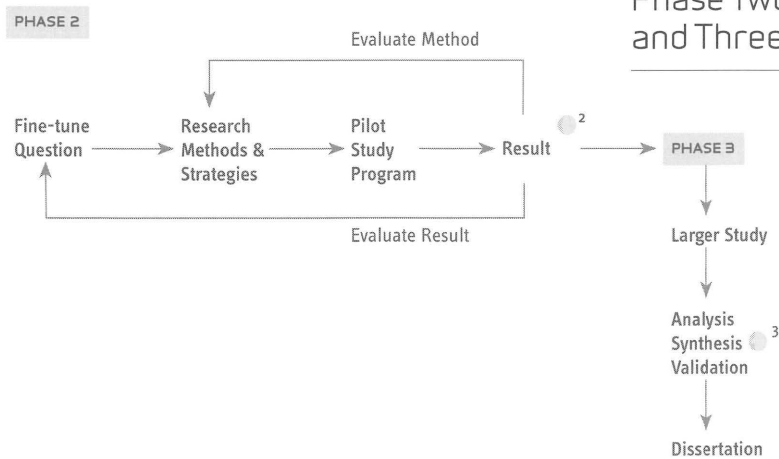 Phase Two
and Three
PHASE 2
Evaluate Method
Fine-tune
Question
Research
Methods &
Strategies
Pilot
Study
Program
Result
2
PHASE 3
Evaluate Result
Larger Study
Analysis
Synthesis
Validation
3
Dissertation